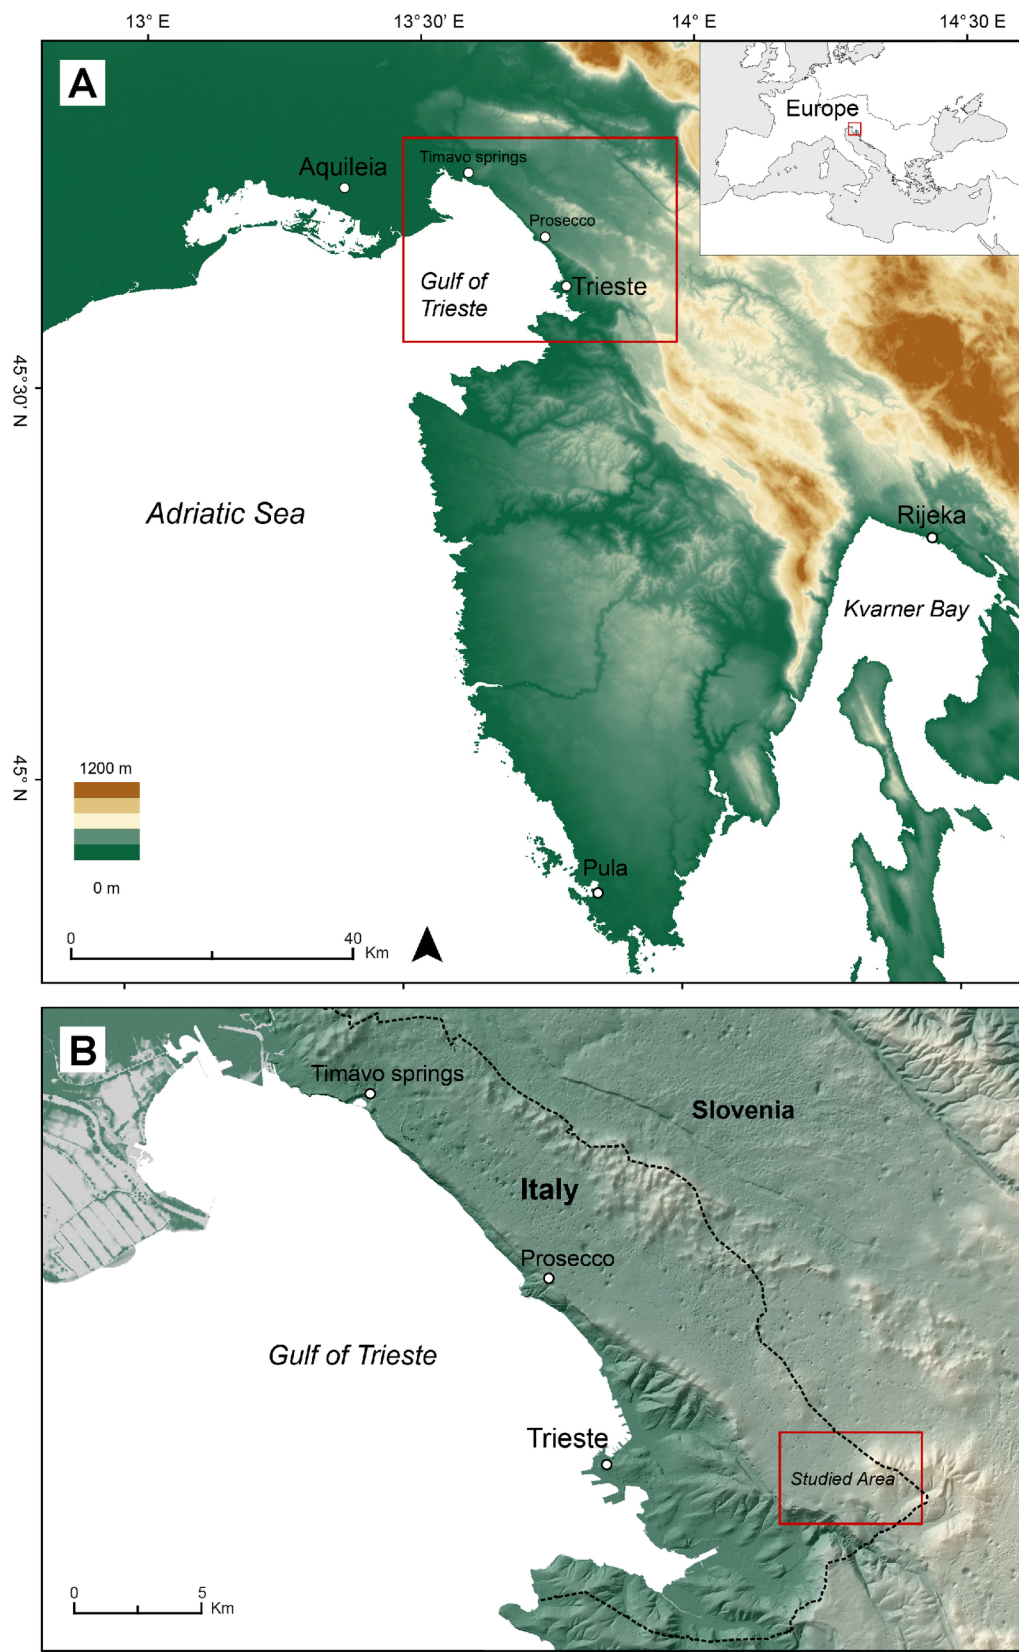 13° E
13°30' E
14° E
14°30' E
A
Europe
Timavo springs
Aquileia
Prosecco
Gulf of
Trieste
Trieste
45°30' N
Adriatic Sea
Rijeka
Kvarner Bay
45° N
1200 m
0 m
Pula
0
40
Km
B
Timavo springs
Slovenia
Italy
Prosecco
Gulf of Trieste
Trieste
Studied Area
0
5
Km